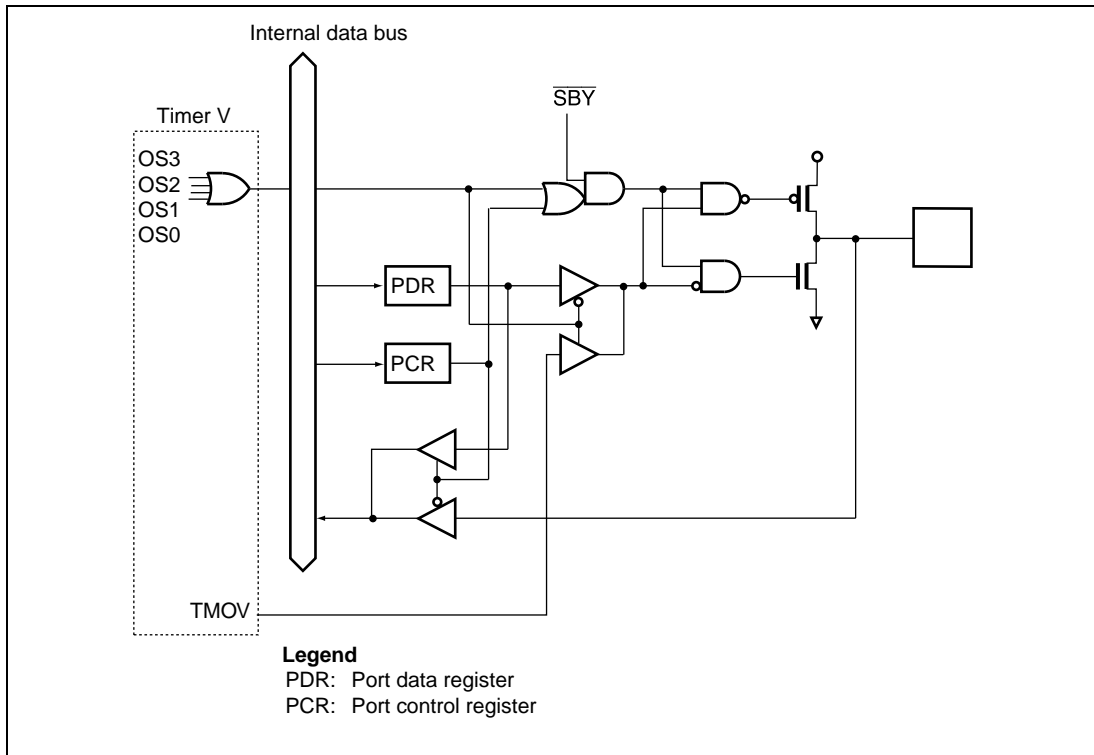 Internal data bus
SBY
Timer V
OS3
OS2
OS1
OS0
PDR
PCR
TMOV
Legend
PDR: Port data register
PCR: Port control register